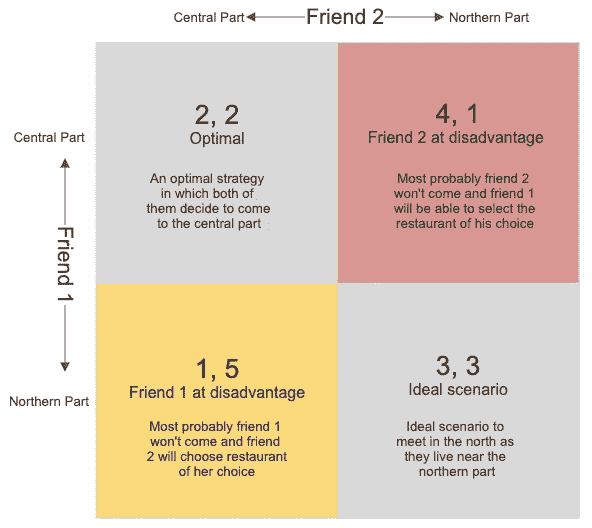 Central Part Friend 2 Northern Part
Central Part
Friend 1
Northern Part
2, 2
Optimal
An optimal strategy
in which both of
them decide to come
to the central part
4, 1
Friend 2 at disadvantage
Most probably friend 2
won't come and friend 1
will be able to select the
restaurant of his choice
1, 5
Friend 1 at disadvantage
Most probably friend 1
won't come and friend
2 will choose restaurant
of her choice
3, 3
Ideal scenario
Ideal scenario to
meet in the north as
they live near the
northern part